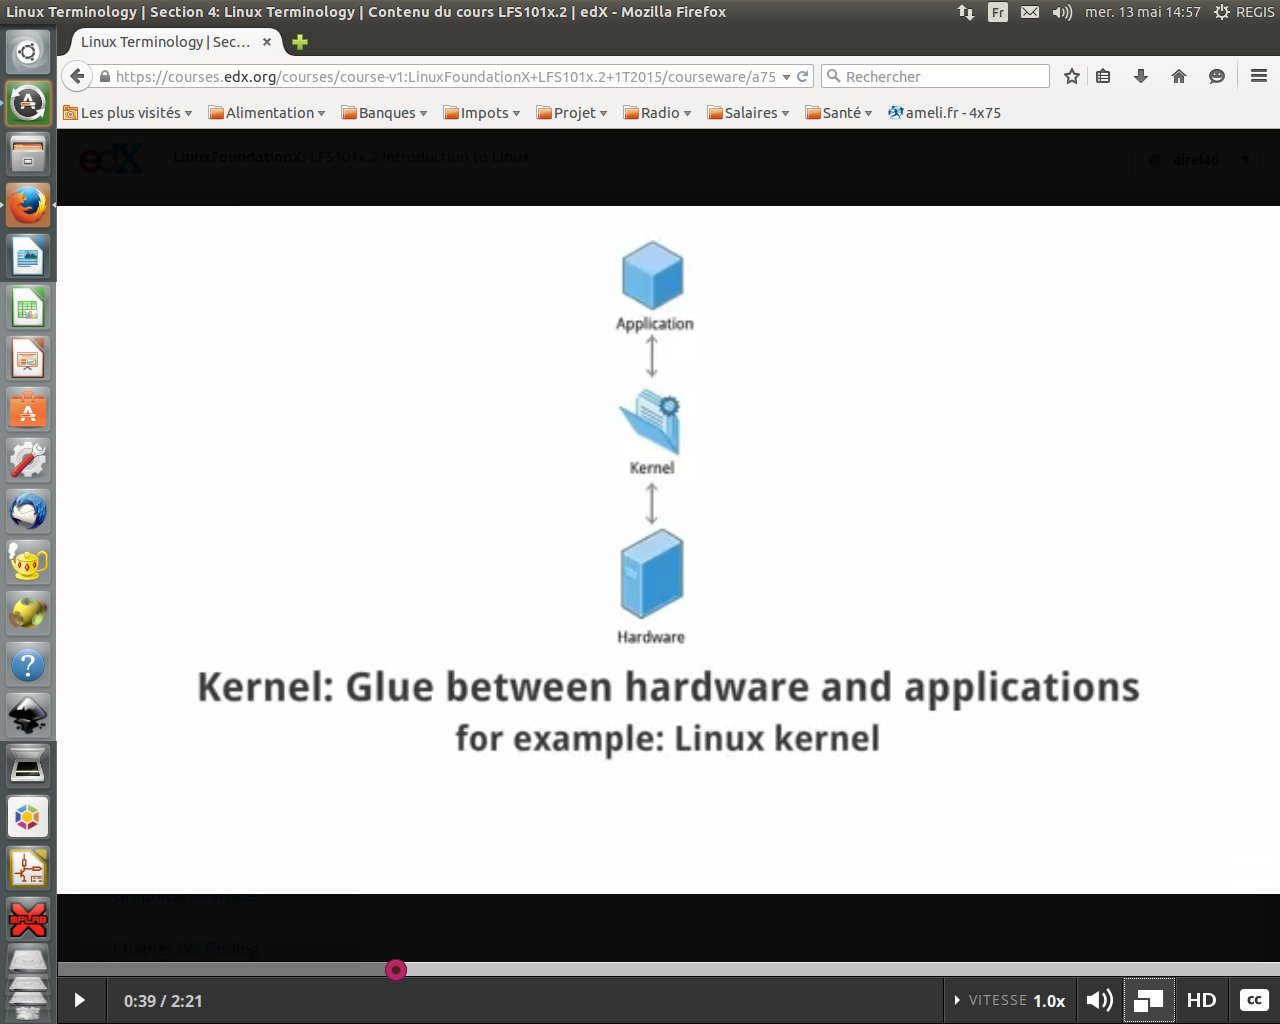 Linux Terminology | Section 4: Linux Terminology | Contenu du cours LFS101x.2 | edX - Mozilla Firefox
Fr
mer. 13 mai 14:57
REGIS
Linux Terminology | Sec...
https://courses.edx.org/courses/course-v1:LinuxFoundationX+LFS101x.2+1T2015/courseware/a75
Rechercher
Les plus visités
Alimentation
Banques
Impots
Projet
Radio
Salaires
Santé
ameli.fr - 4x75
edX
LinuxFoundationX: LFS101x.2 Introduction to Linux
airel46
Application
Kernel
Hardware
Kernel: Glue between hardware and applications
for example: Linux kernel
Graphical Interface
Chapter 06: Finding
MPLAB
0:39 / 2:21
VITESSE 1.0x
HD
cc